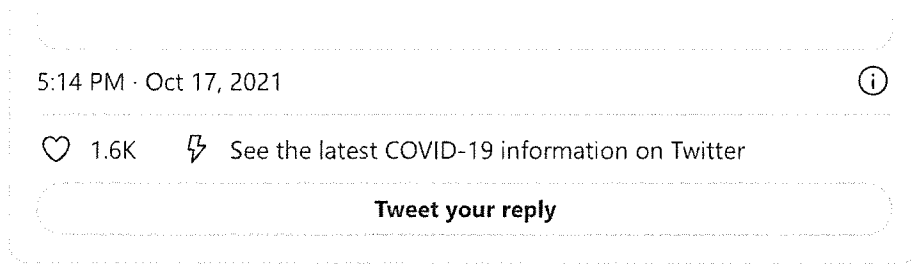 5:14 PM · Oct 17, 2021
1.6K See the latest COVID-19 information on Twitter
Tweet your reply